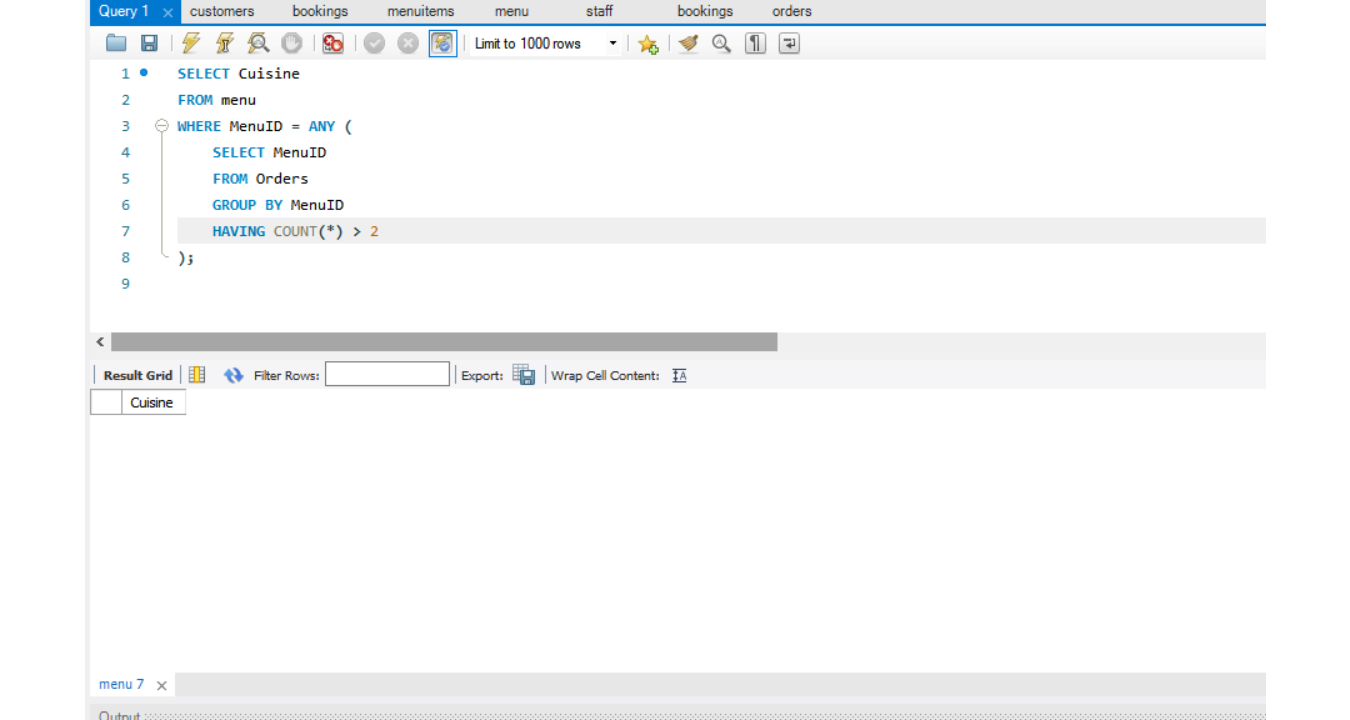 Query 1 customers bookings menuitems menu staff bookings orders
Limit to 1000 rows
1 SELECT Cuisine
2 FROM menu
3 WHERE MenuID = ANY (
4 SELECT MenuID
5 FROM Orders
6 GROUP BY MenuID
7 HAVING COUNT(*) > 2
8 );
9
Result Grid Filter Rows: Export: Wrap Cell Content:
Cuisine
menu 7
Output